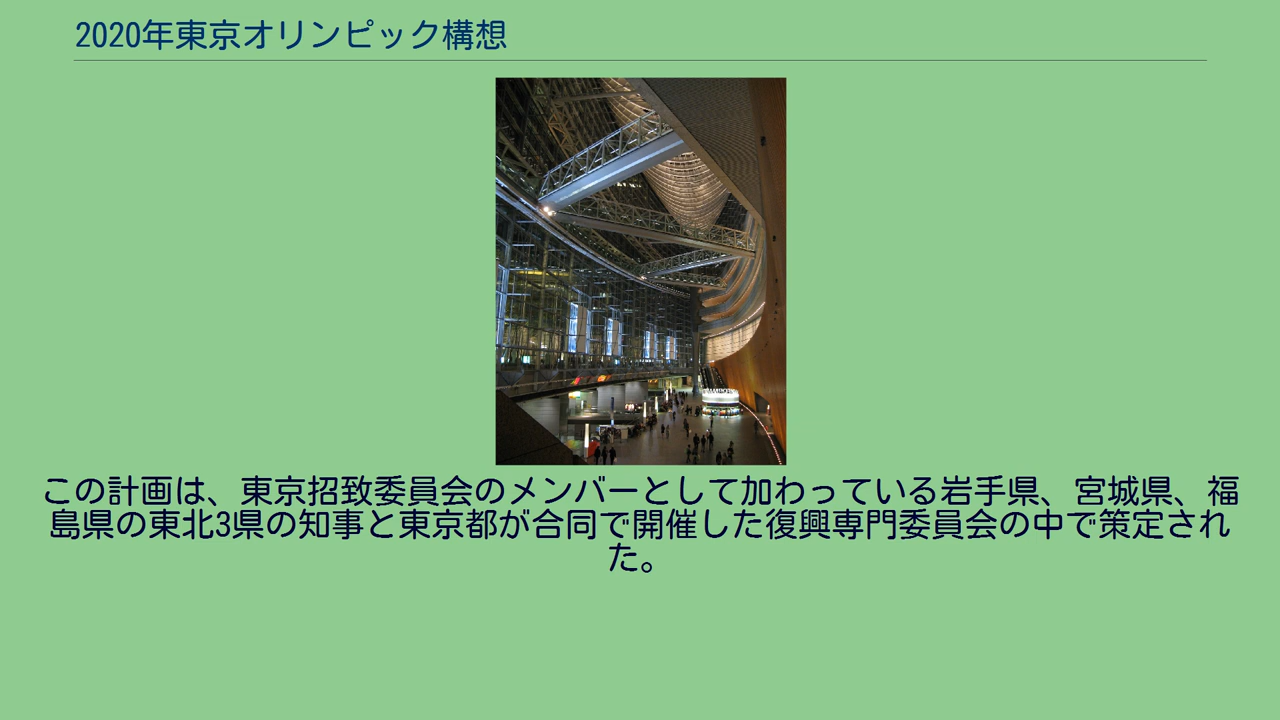 2020年東京オリンピック構想
この計画は、東京招致委員会のメンバーとして加わっている岩手県、宮城県、福
島県の東北3県の知事と東京都が合同で開催した復興専門委員会の中で策定され
た。